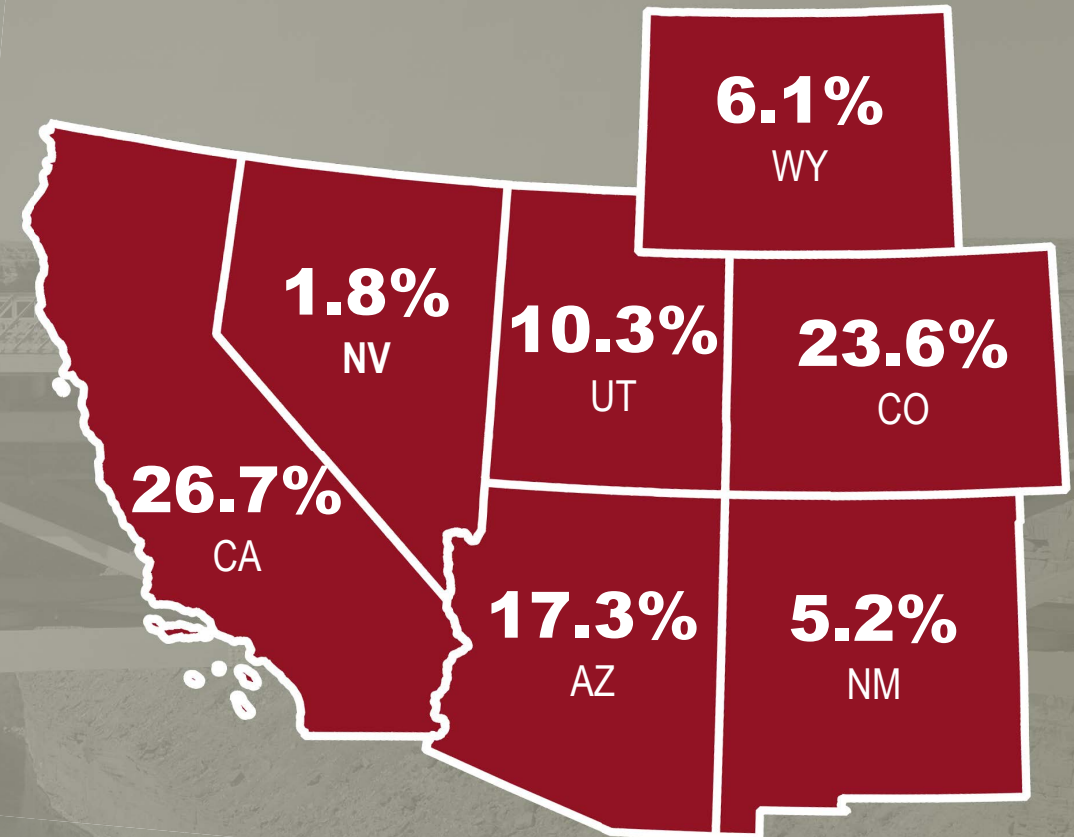 6.1%
WY
1.8%
NV
10.3%
UT
23.6%
CO
26.7%
CA
17.3%
AZ
5.2%
NM